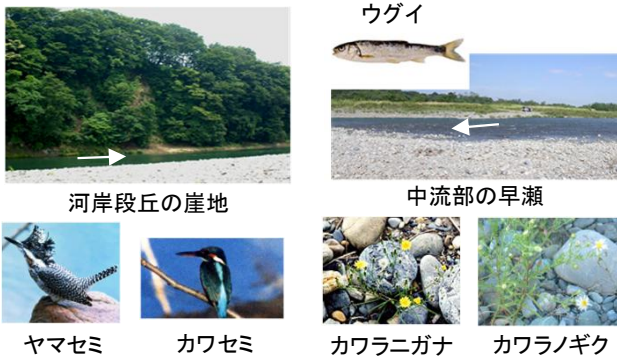 ウグイ
河岸段丘の崖地
中流部の早瀬
ヤマセミ
カワセミ
カワラニガナ
カワラノギク